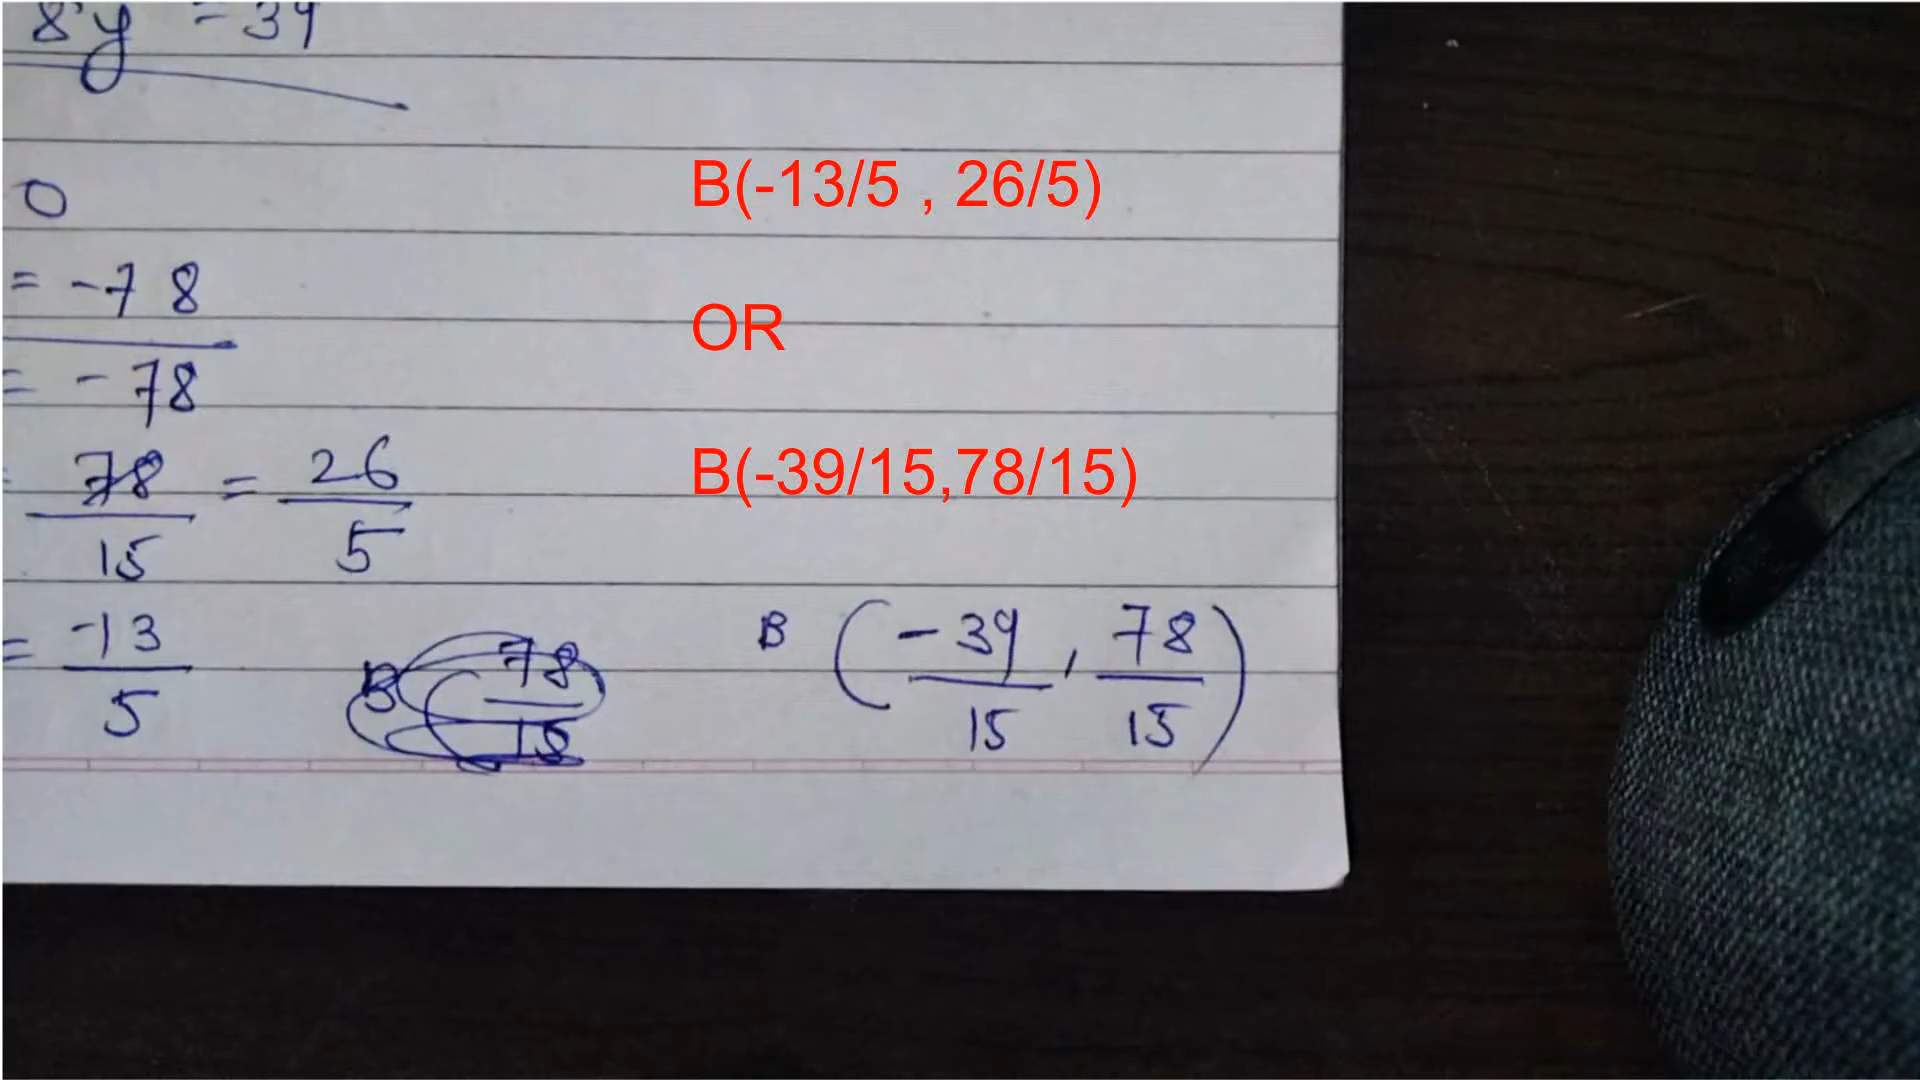 8y = 39
B(-13/5 , 26/5)
0
= -78
OR
= -78
B(-39/15,78/15)
= 78/15 = 26/5
= -13/5
B (-39/15 , 78/15)